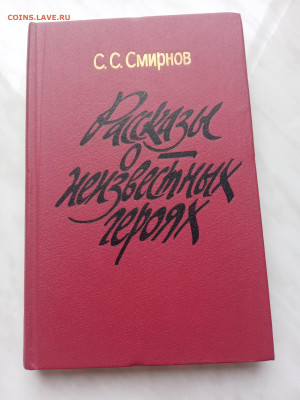 COINS.LAVE.RU
С. С. Смирнов
Рассказы
о
неизвестных
героях